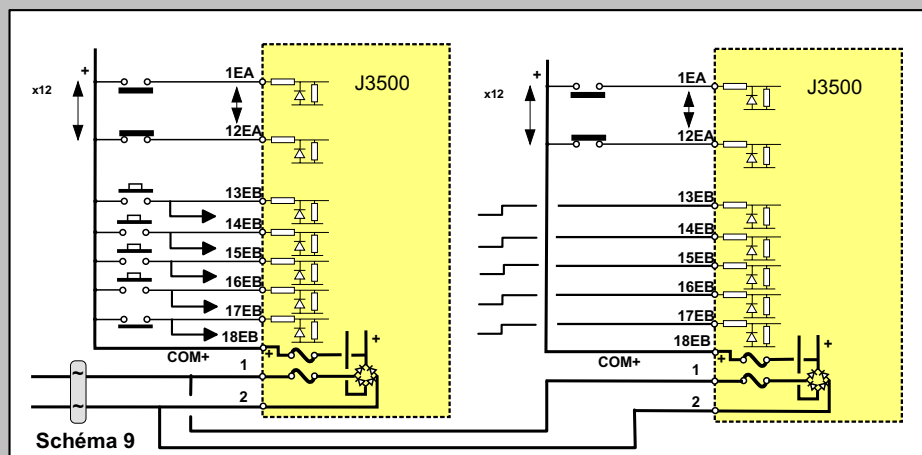 J3500
+
x12
1EA
12EA
13EB
14EB
15EB
16EB
17EB
18EB
COM+
+
+
1
2
~
~
Schéma 9
J3500
+
x12
1EA
12EA
13EB
14EB
15EB
16EB
17EB
18EB
COM+
+
+
1
2